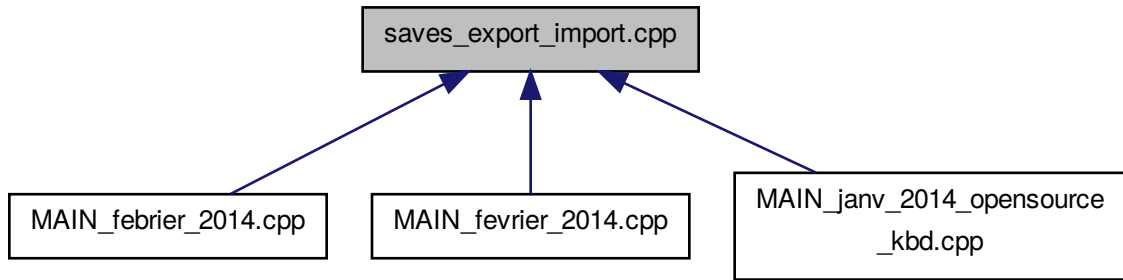 saves_export_import.cpp
MAIN_febrier_2014.cpp
MAIN_fevrier_2014.cpp
MAIN_janv_2014_opensource
_kbd.cpp